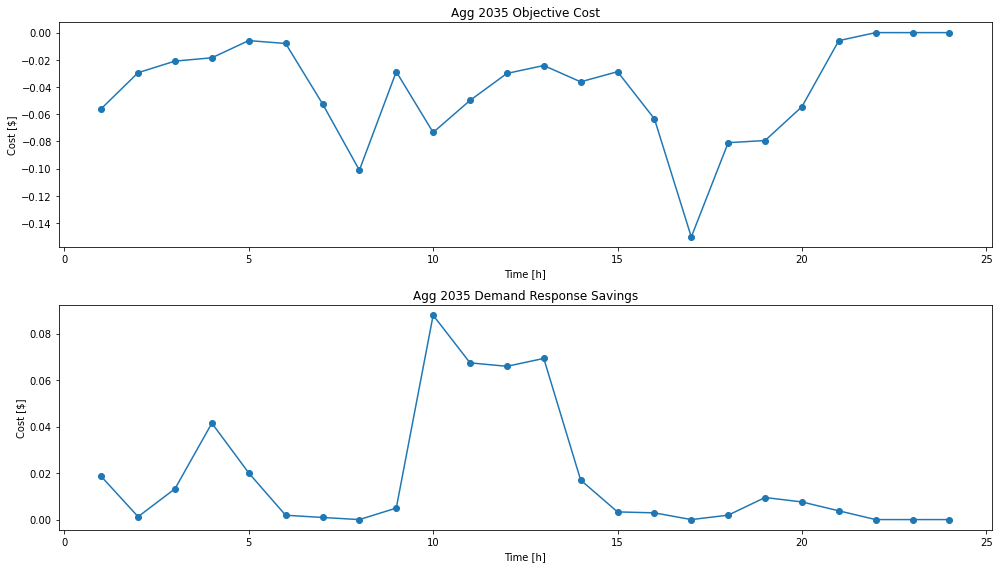 Agg 2035 Objective Cost
0.00
−0.02
−0.04
−0.06
−0.08
−0.10
−0.12
−0.14
Cost [$]
0 5 10 15 20 25
Time [h]
Agg 2035 Demand Response Savings
0.08
0.06
0.04
0.02
0.00
Cost [$]
0 5 10 15 20 25
Time [h]